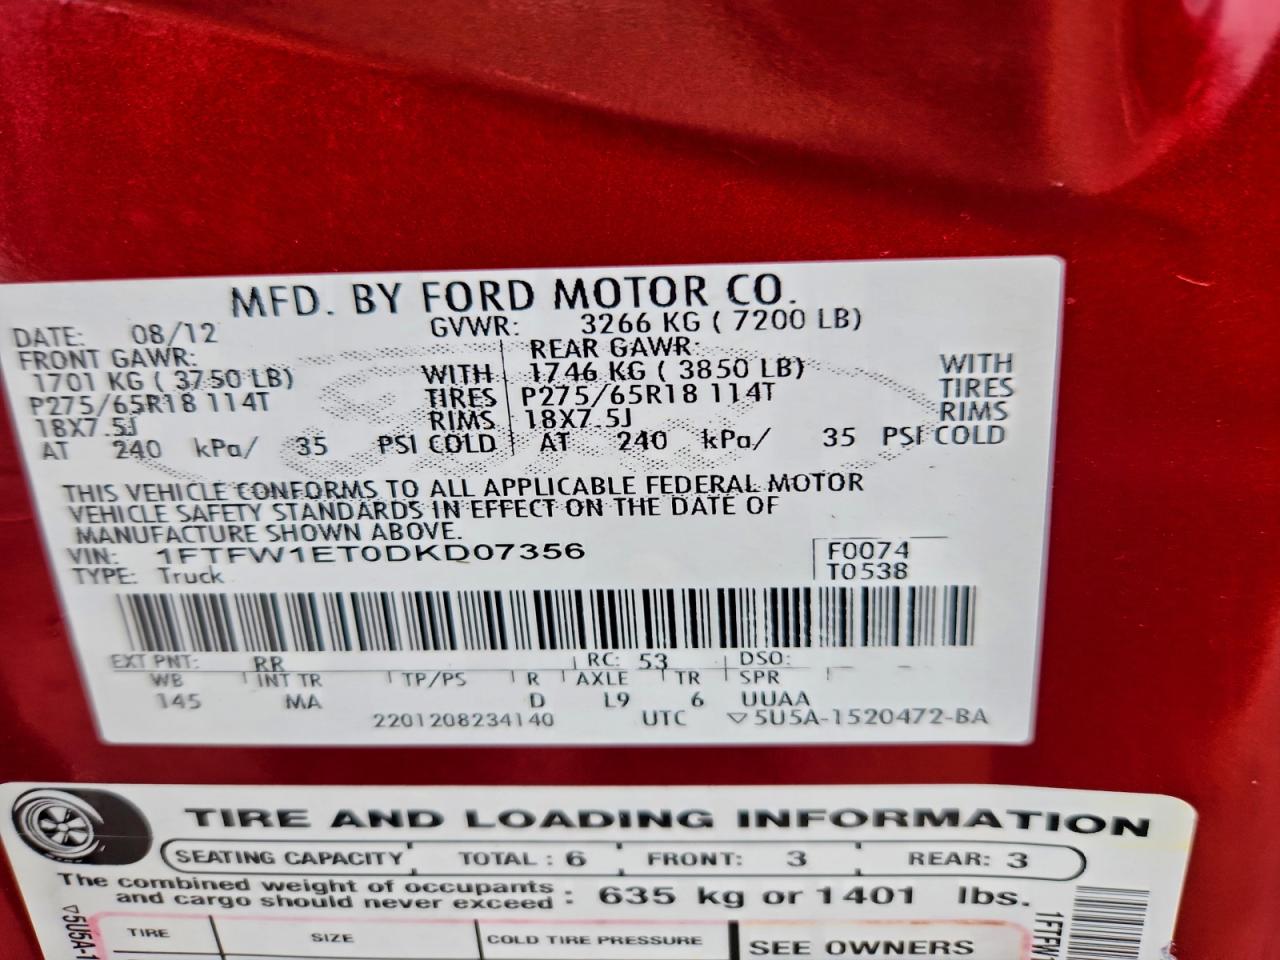 MFD. BY FORD MOTOR CO.
DATE: 08/12 GVWR: 3266 KG ( 7200 LB)
FRONT GAWR: REAR GAWR:
1701 KG ( 3750 LB) WITH 1746 KG ( 3850 LB) WITH
P275/65R18 114T TIRES P275/65R18 114T TIRES
18X7.5J RIMS 18X7.5J RIMS
AT 240 kPa/ 35 PSI COLD AT 240 kPa/ 35 PSI COLD
THIS VEHICLE CONFORMS TO ALL APPLICABLE FEDERAL MOTOR
VEHICLE SAFETY STANDARDS IN EFFECT ON THE DATE OF
MANUFACTURE SHOWN ABOVE.
VIN: 1FTFW1ET0DKD07356 F0074
TYPE: Truck T0538
EXT PNT: RR RC: 53 DSO:
WB INT TR TP/PS R AXLE TR SPR
145 MA D L9 6 UUAA
2201208234140 UTC ▽5U5A-1520472-BA
TIRE AND LOADING INFORMATION
SEATING CAPACITY TOTAL : 6 FRONT: 3 REAR: 3
The combined weight of occupants
and cargo should never exceed : 635 kg or 1401 lbs.
TIRE SIZE COLD TIRE PRESSURE SEE OWNERS
▽5U5A-1
1FTFW